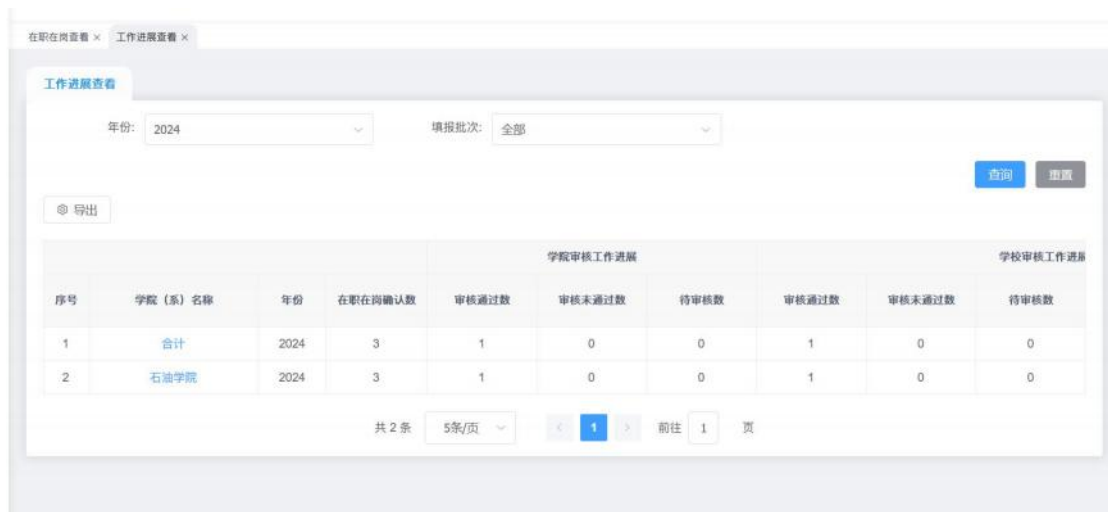 在职在岗查看 × 工作进展查看 ×
工作进展查看
年份: 2024 填报批次: 全部
查询 重置
导出
学院审核工作进展 学校审核工作进展
序号 学院（系）名称 年份 在职在岗确认数 审核通过数 审核未通过数 待审核数 审核通过数 审核未通过数 待审核数
1 合计 2024 3 1 0 0 1 0 0
2 石油学院 2024 3 1 0 0 1 0 0
共 2 条 5条/页 < 1 > 前往 1 页